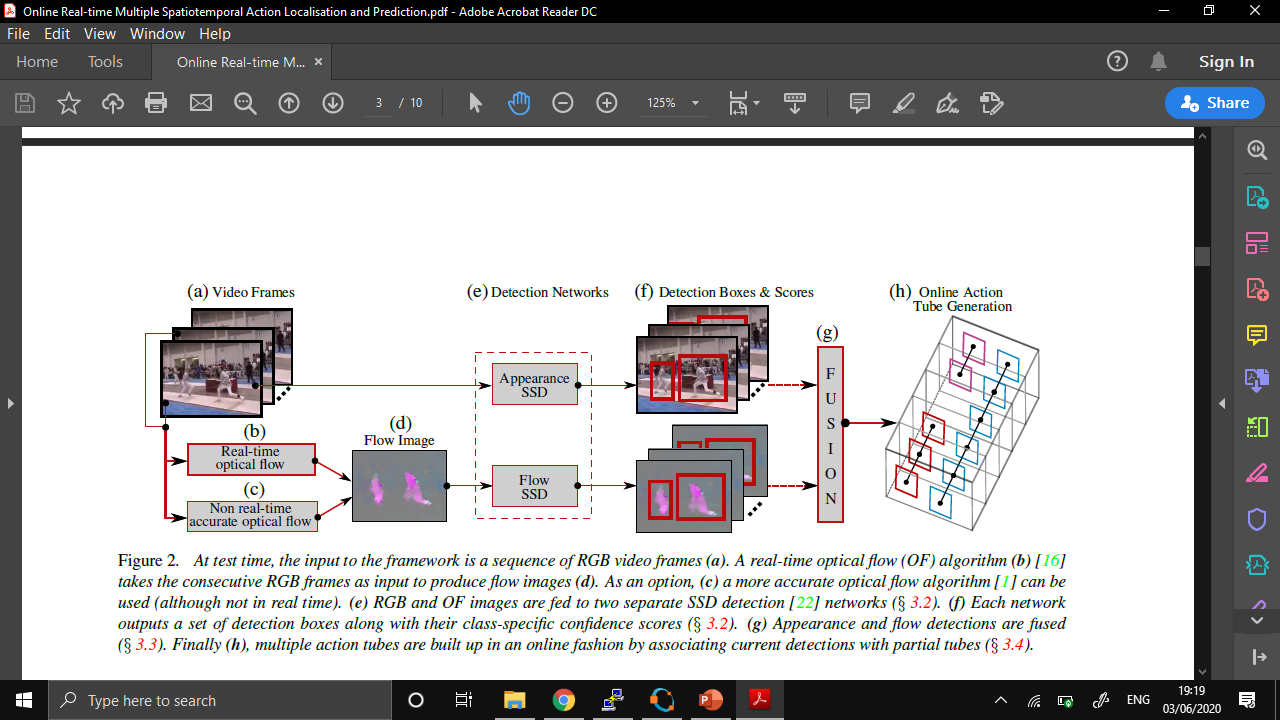 Online Real-time Multiple Spatiotemporal Action Localisation and Prediction.pdf - Adobe Acrobat Reader DC
File Edit View Window Help
Home Tools Online Real-time M... × Sign In
3 / 10 125% Share
(a) Video Frames
(e) Detection Networks
(f) Detection Boxes & Scores
(h) Online Action
Tube Generation
(g)
Appearance
SSD
FUSION
(b)
Real-time
optical flow
(d)
Flow Image
Flow
SSD
(c)
Non real-time
accurate optical flow
Figure 2. At test time, the input to the framework is a sequence of RGB video frames (a). A real-time optical flow (OF) algorithm (b) [16]
takes the consecutive RGB frames as input to produce flow images (d). As an option, (c) a more accurate optical flow algorithm [1] can be
used (although not in real time). (e) RGB and OF images are fed to two separate SSD detection [22] networks (§ 3.2). (f) Each network
outputs a set of detection boxes along with their class-specific confidence scores (§ 3.2). (g) Appearance and flow detections are fused
(§ 3.3). Finally (h), multiple action tubes are built up in an online fashion by associating current detections with partial tubes (§ 3.4).
Type here to search
ENG
19:19
03/06/2020